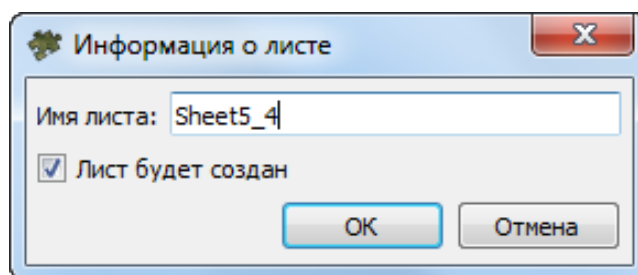 Информация о листе
Имя листа: Sheet5_4
Лист будет создан
OK Отмена